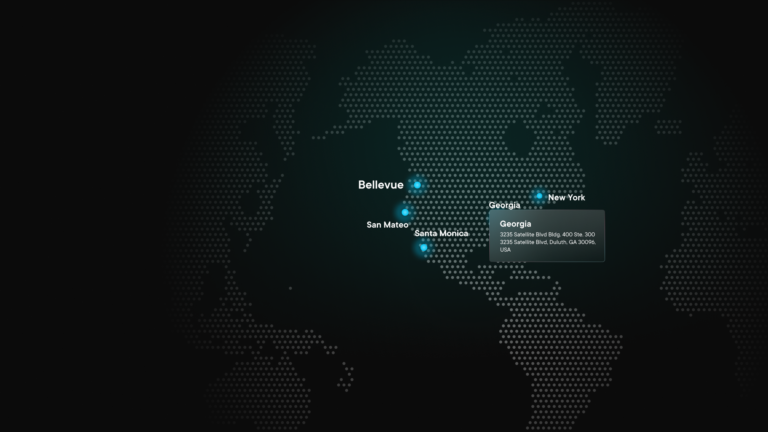 Bellevue
New York
Georgia
San Mateo
Santa Monica
Georgia
3235 Satellite Blvd Bldg. 400 Ste. 300
3235 Satellite Blvd, Duluth, GA 30096,
USA